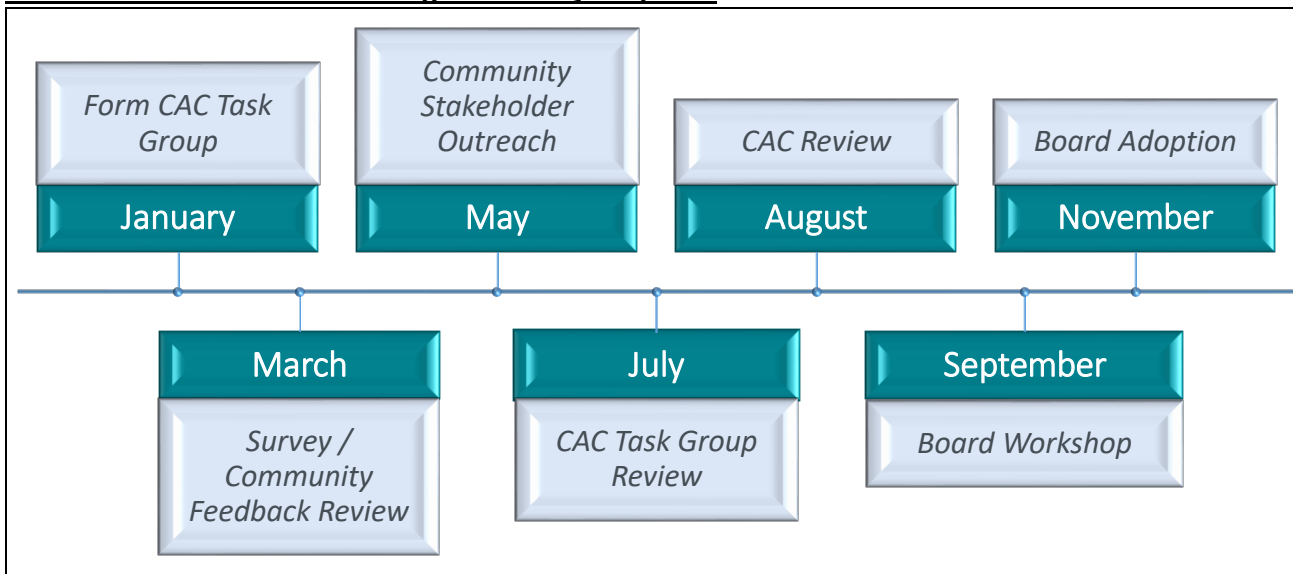 Form CAC Task
Group
January
Community
Stakeholder
Outreach
May
CAC Review
August
Board Adoption
November
March
Survey /
Community
Feedback Review
July
CAC Task Group
Review
September
Board Workshop